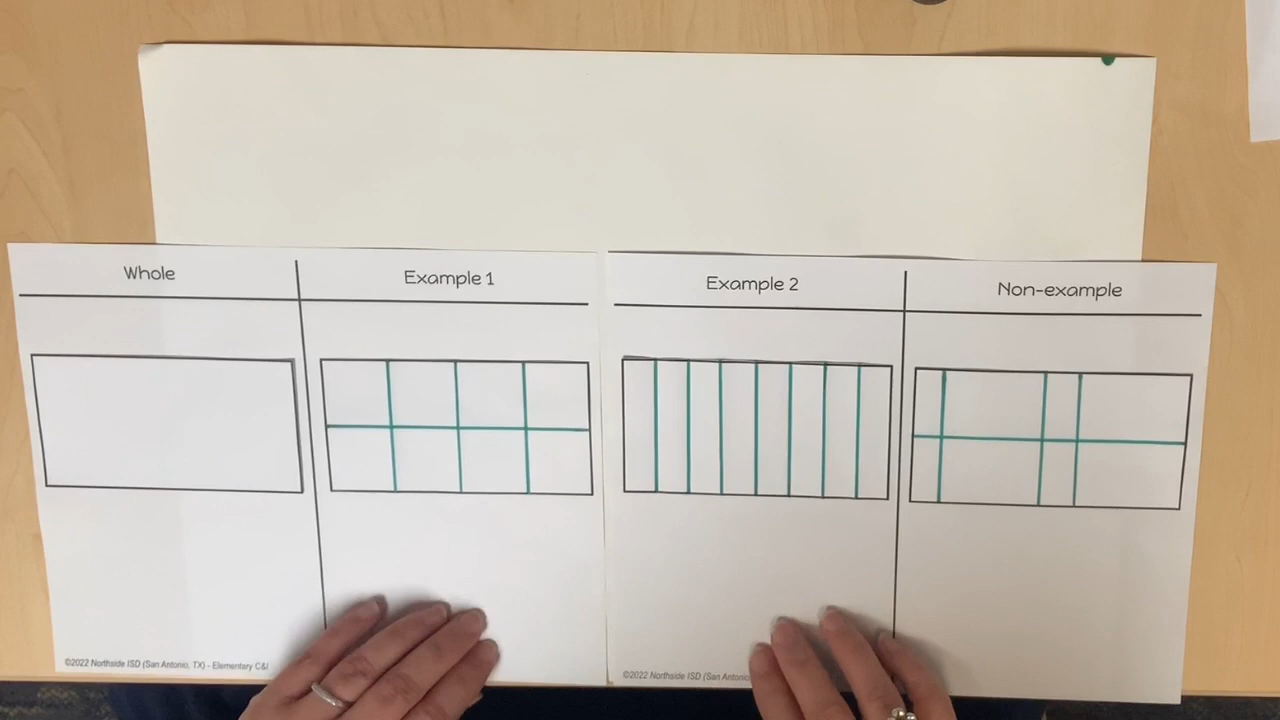 Whole
Example 1
Example 2
Non-example
©2022 Northside ISD (San Antonio, TX) - Elementary C&I
©2022 Northside ISD (San Antonio